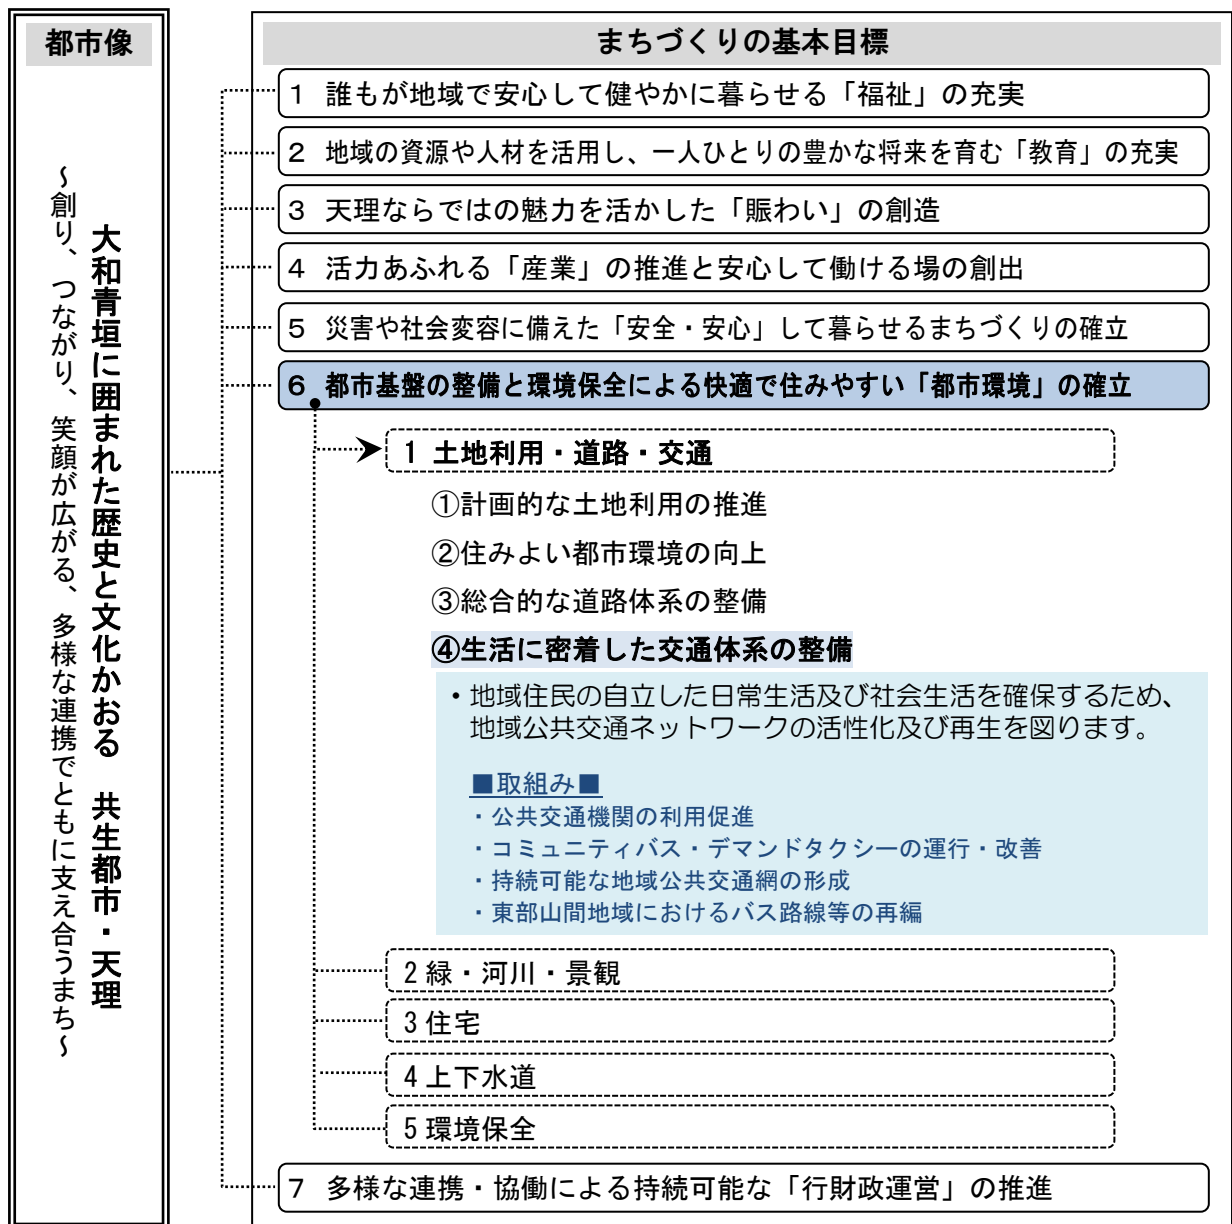 都市像
大和青垣に囲まれた歴史と文化かおる　共生都市・天理
～創り、つながり、笑顔が広がる、多様な連携でともに支え合うまち～
まちづくりの基本目標
1 誰もが地域で安心して健やかに暮らせる「福祉」の充実
2 地域の資源や人材を活用し、一人ひとりの豊かな将来を育む「教育」の充実
3 天理ならではの魅力を活かした「賑わい」の創造
4 活力あふれる「産業」の推進と安心して働ける場の創出
5 災害や社会変容に備えた「安全・安心」して暮らせるまちづくりの確立
6 都市基盤の整備と環境保全による快適で住みやすい「都市環境」の確立
1 土地利用・道路・交通
①計画的な土地利用の推進
②住みよい都市環境の向上
③総合的な道路体系の整備
④生活に密着した交通体系の整備
・地域住民の自立した日常生活及び社会生活を確保するため、
地域公共交通ネットワークの活性化及び再生を図ります。
■取組み■
・公共交通機関の利用促進
・コミュニティバス・デマンドタクシーの運行・改善
・持続可能な地域公共交通網の形成
・東部山間地域におけるバス路線等の再編
2 緑・河川・景観
3 住宅
4 上下水道
5 環境保全
7 多様な連携・協働による持続可能な「行財政運営」の推進